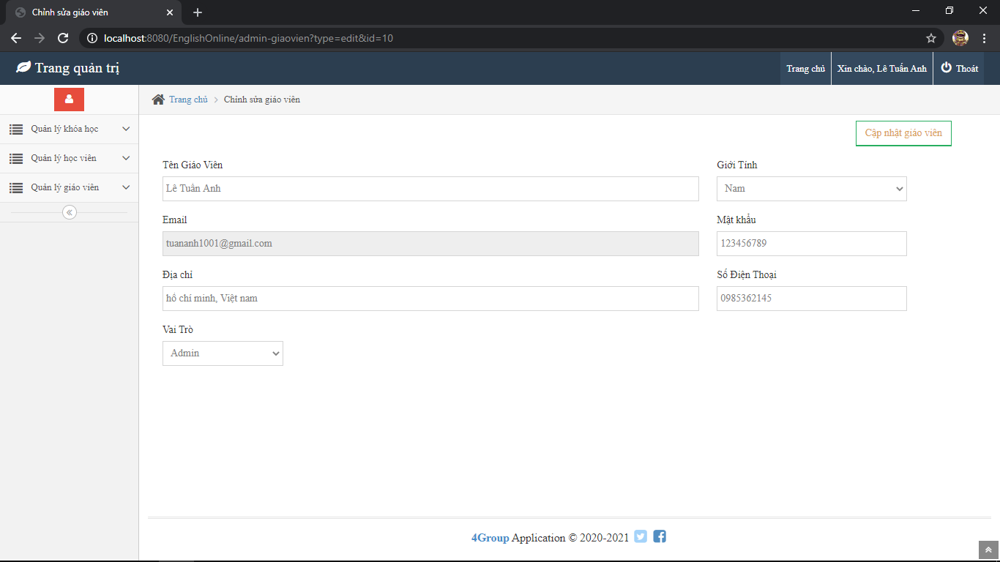 Chỉnh sửa giáo viên
localhost:8080/EnglishOnline/admin-giaovien?type=edit&id=10
Trang quản trị
Trang chủ
Xin chào, Lê Tuấn Anh
Thoát
Trang chủ
Chỉnh sửa giáo viên
Quản lý khóa học
Quản lý học viên
Quản lý giáo viên
Cập nhật giáo viên
Tên Giáo Viên
Giới Tính
Lê Tuấn Anh
Nam
Email
Mật khẩu
tuananh1001@gmail.com
123456789
Địa chỉ
Số Điện Thoại
hồ chí minh, Việt nam
0985362145
Vai Trò
Admin
4Group Application © 2020-2021